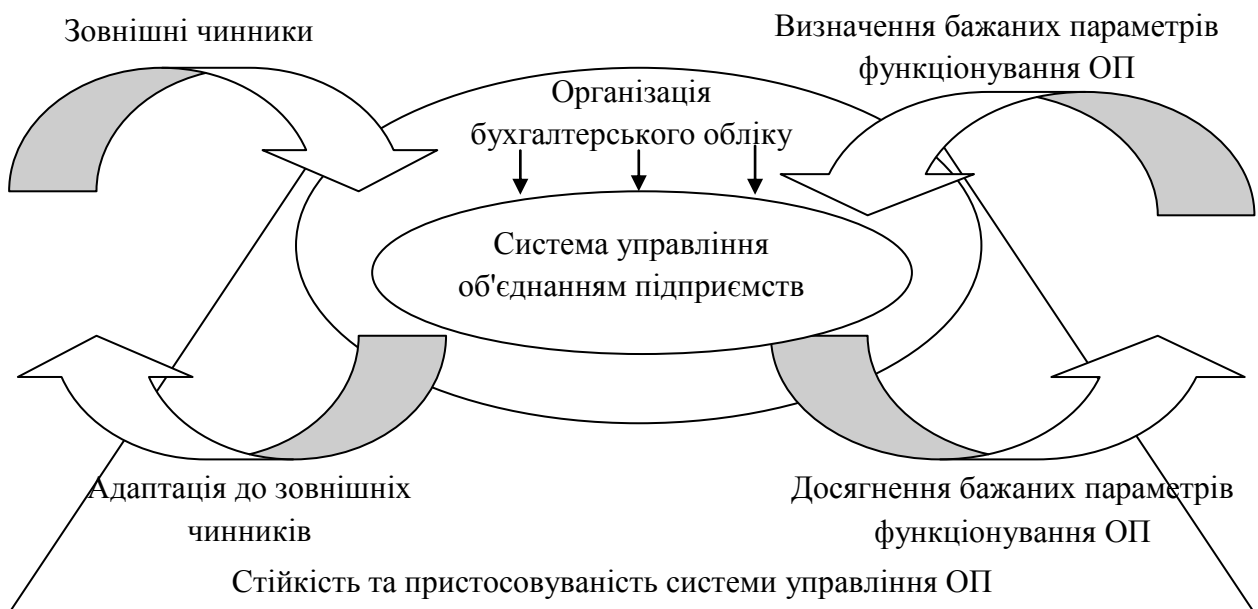 Зовнішні чинники
Визначення бажаних параметрів
функціонування ОП
Організація
бухгалтерського обліку
Система управління
об'єднанням підприємств
Адаптація до зовнішніх
чинників
Досягнення бажаних параметрів
функціонування ОП
Стійкість та пристосовуваність системи управління ОП